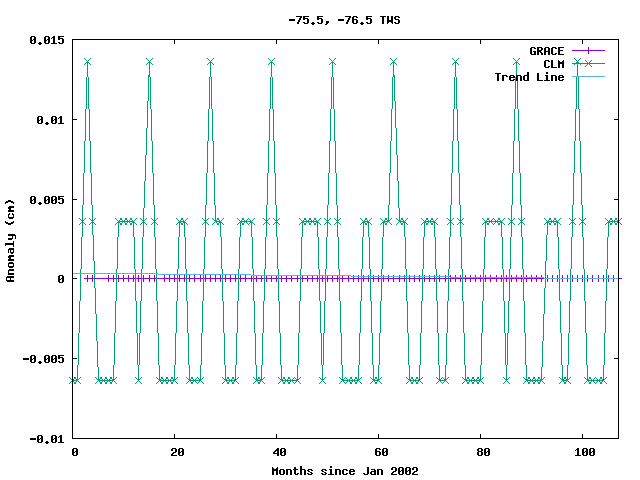 -75.5, -76.5 TWS
GRACE
CLM
Trend Line
0.015
0.01
0.005
0
-0.005
-0.01
Anomaly (cm)
0 20 40 60 80 100
Months since Jan 2002